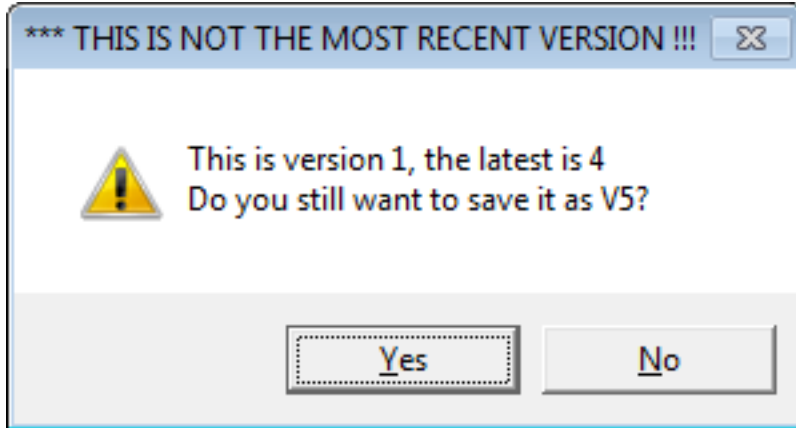 *** THIS IS NOT THE MOST RECENT VERSION !!!
This is version 1, the latest is 4
Do you still want to save it as V5?
Yes
No